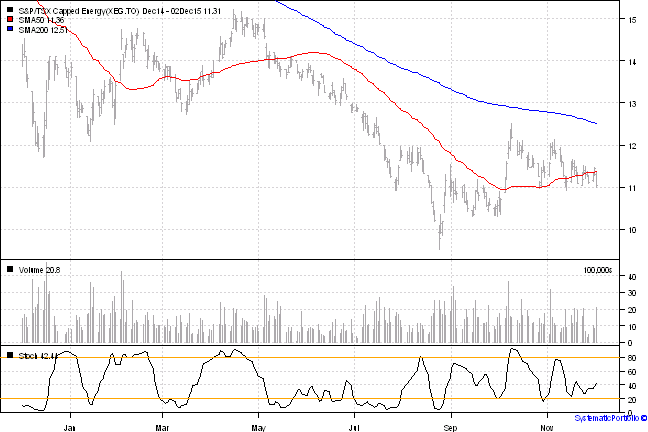 S&P/TSX Capped Energy(XEG.TO) Dec14 - 02Dec15 11.31
SMA50 11.36
SMA200 12.51
15
14
13
12
11
10
Volume 20.8
100,000s
40
30
20
10
0
Stoch 42.44
80
60
40
20
0
Jan Mar May Jul Sep Nov
SystematicPortfolio ©